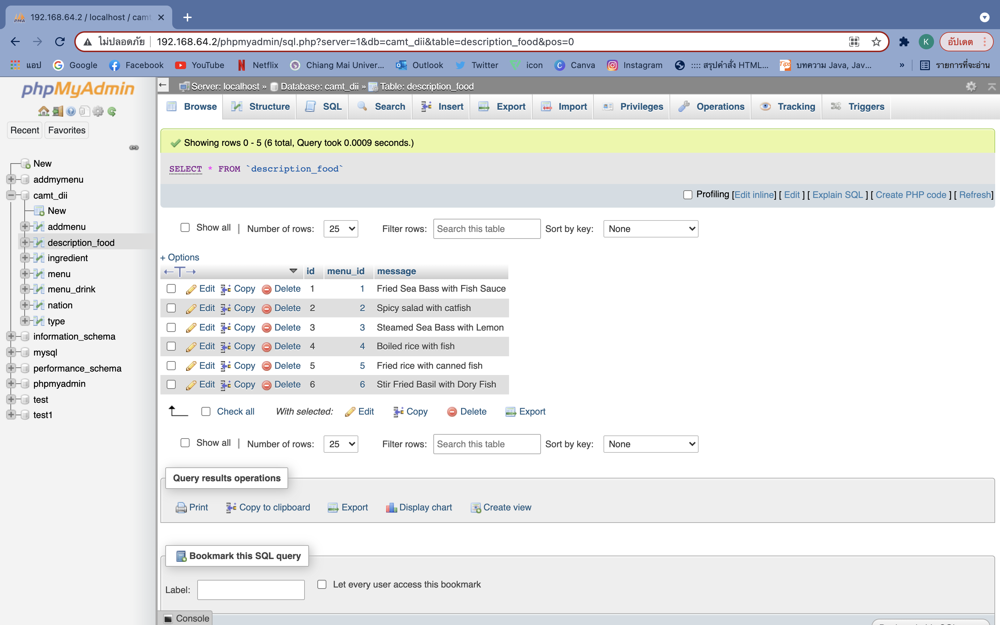 192.168.64.2 / localhost / camt
ไม่ปลอดภัย 192.168.64.2/phpmyadmin/sql.php?server=1&db=camt_dii&table=description_food&pos=0 K อัปเดต
แอป Google Facebook YouTube Netflix Chiang Mai Univer... Outlook Twitter icon Canva Instagram :::: สรุปคำสั่ง HTML... บทความ Java, Jav... » รายการที่จะอ่าน
phpMyAdmin
Recent Favorites
New
addmymenu
camt_dii
New
addmenu
description_food
ingredient
menu
menu_drink
nation
type
information_schema
mysql
performance_schema
phpmyadmin
test
test1
Server: localhost » Database: camt_dii » Table: description_food
Browse Structure SQL Search Insert Export Import Privileges Operations Tracking Triggers
Showing rows 0 - 5 (6 total, Query took 0.0009 seconds.)
SELECT * FROM `description_food`
Profiling [Edit inline] [ Edit ] [ Explain SQL ] [ Create PHP code ] [ Refresh]
Show all | Number of rows: 25 Filter rows: Search this table Sort by key: None
+ Options
←T→ id menu_id message
Edit Copy Delete 1 1 Fried Sea Bass with Fish Sauce
Edit Copy Delete 2 2 Spicy salad with catfish
Edit Copy Delete 3 3 Steamed Sea Bass with Lemon
Edit Copy Delete 4 4 Boiled rice with fish
Edit Copy Delete 5 5 Fried rice with canned fish
Edit Copy Delete 6 6 Stir Fried Basil with Dory Fish
Check all With selected: Edit Copy Delete Export
Show all | Number of rows: 25 Filter rows: Search this table Sort by key: None
Query results operations
Print Copy to clipboard Export Display chart Create view
Bookmark this SQL query
Label: Let every user access this bookmark
Console